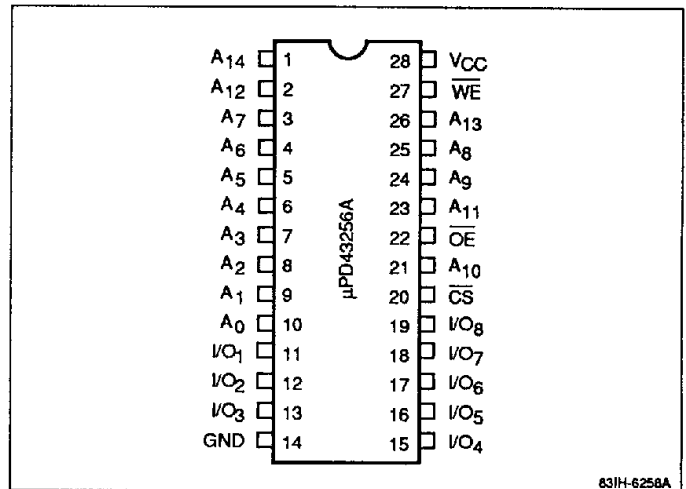 A14 1 28 VCC
A12 2 27 WE
A7 3 26 A13
A6 4 25 A8
A5 5 24 A9
A4 6 23 A11
A3 7 22 OE
A2 8 21 A10
A1 9 20 CS
A0 10 19 I/O8
I/O1 11 18 I/O7
I/O2 12 17 I/O6
I/O3 13 16 I/O5
GND 14 15 I/O4
µPD43256A
83IH-6258A